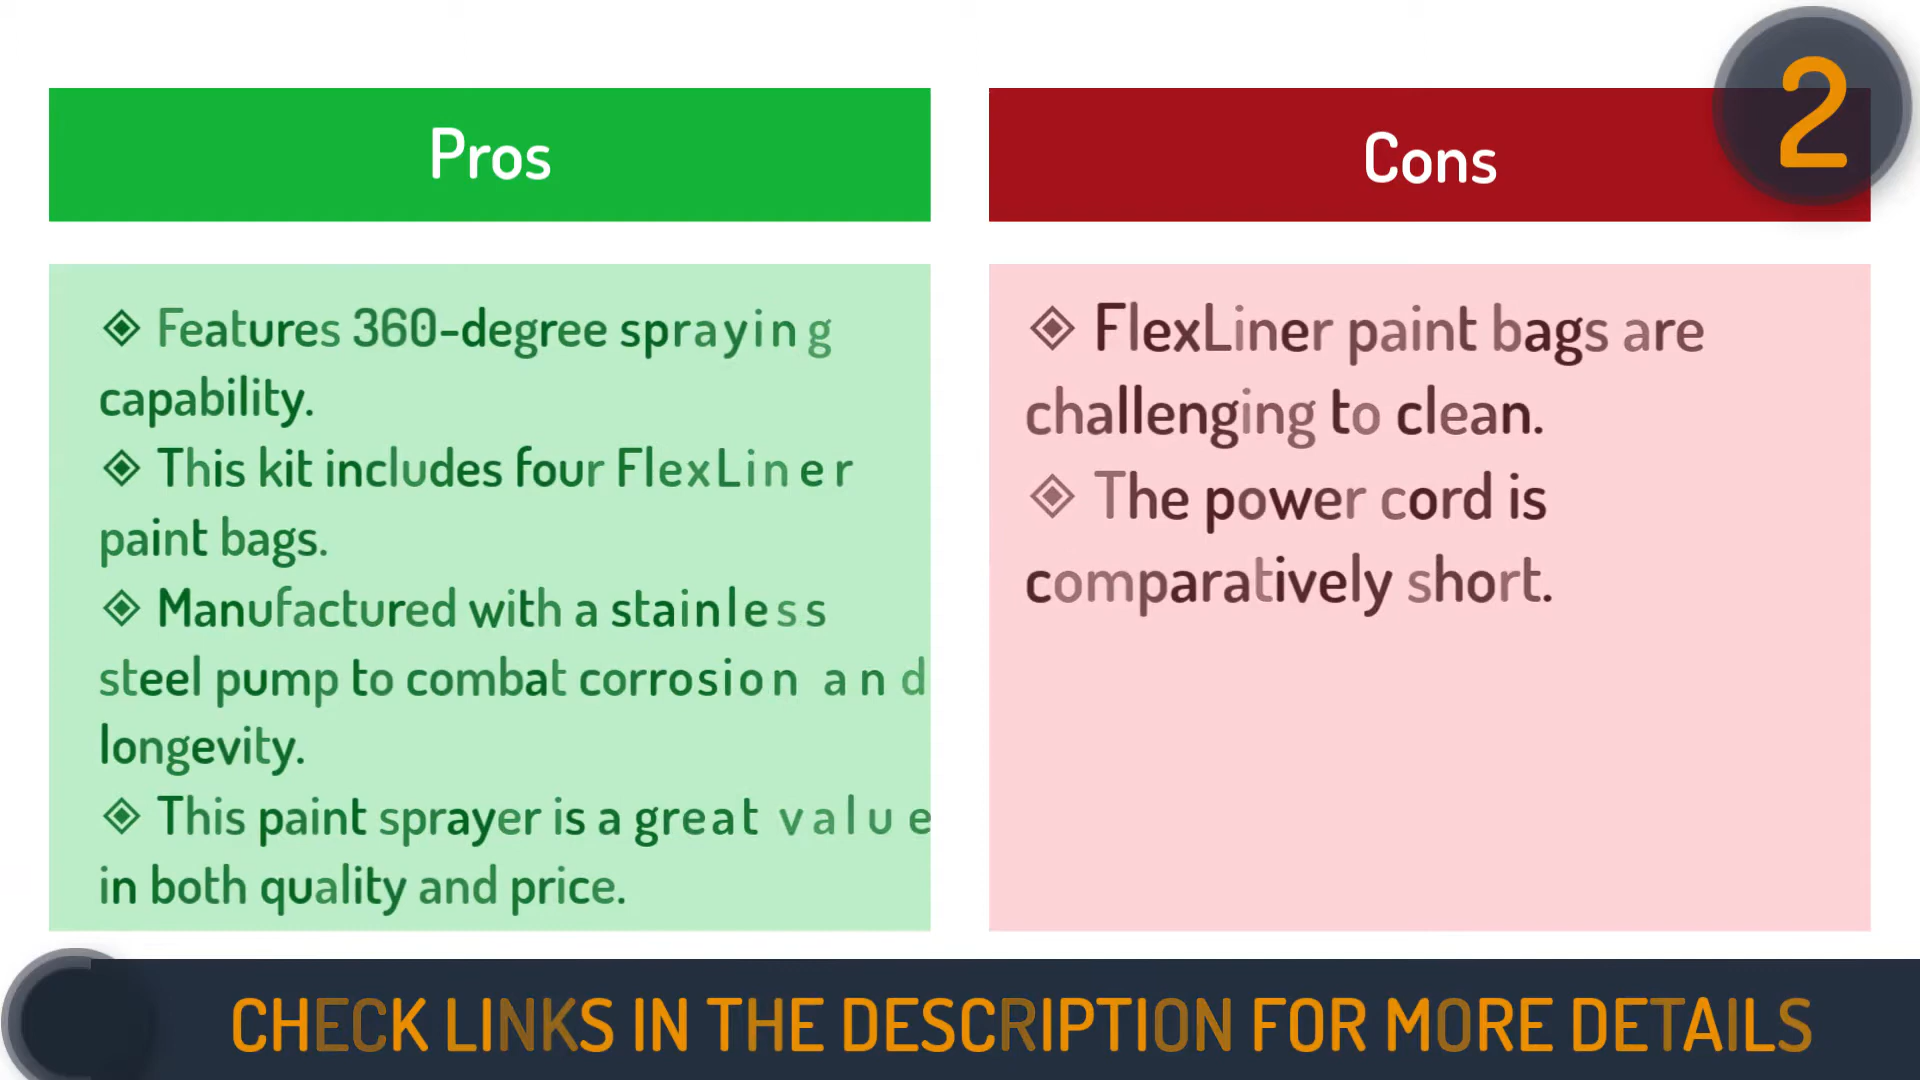 2
Pros
Cons
◈ Features 360-degree spraying
capability.
◈ This kit includes four FlexLiner
paint bags.
◈ Manufactured with a stainless
steel pump to combat corrosion and
longevity.
◈ This paint sprayer is a great value
in both quality and price.
◈ FlexLiner paint bags are
challenging to clean.
◈ The power cord is
comparatively short.
CHECK LINKS IN THE DESCRIPTION FOR MORE DETAILS